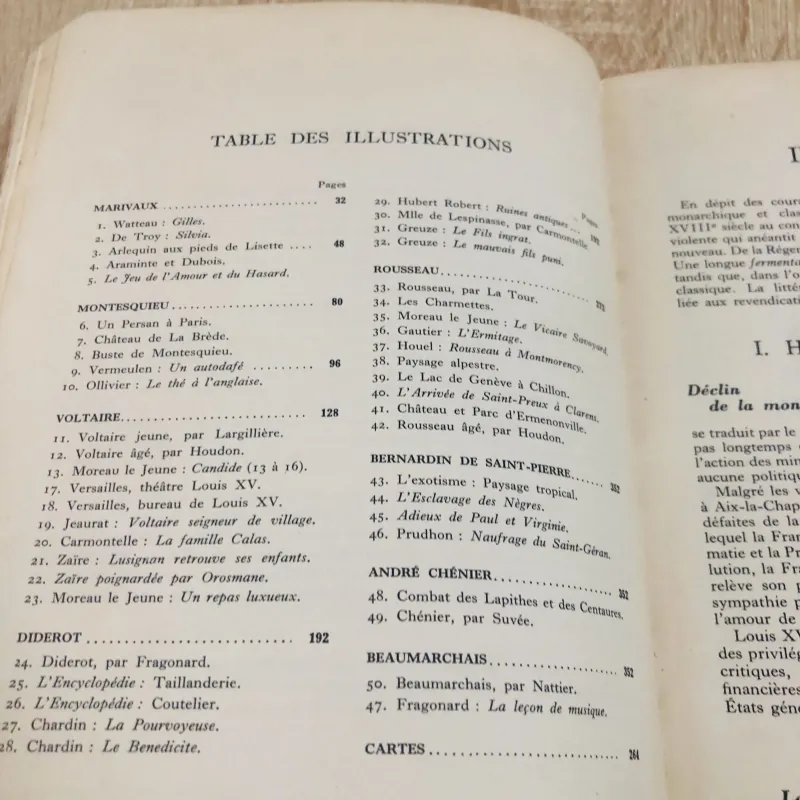 TABLE DES ILLUSTRATIONS
Pages
MARIVAUX .......................... 32
1. Watteau : Gilles.
2. De Troy : Silvia.
3. Arlequin aux pieds de Lisette .... 48
4. Araminte et Dubois.
5. Le Jeu de l'Amour et du Hasard.
MONTESQUIEU ........................ 80
6. Un Persan à Paris.
7. Château de La Brède.
8. Buste de Montesquieu.
9. Vermeulen : Un autodafé ......... 96
10. Ollivier : Le thé à l'anglaise.
VOLTAIRE............................ 128
11. Voltaire jeune, par Largillière.
12. Voltaire âgé, par Houdon.
13. Moreau le Jeune : Candide (13 à 16).
17. Versailles, théâtre Louis XV.
18. Versailles, bureau de Louis XV.
19. Jeaurat : Voltaire seigneur de village.
20. Carmontelle : La famille Calas.
21. Zaïre : Lusignan retrouve ses enfants.
22. Zaïre poignardée par Orosmane.
23. Moreau le Jeune : Un repas luxueux.
DIDEROT ............................ 192
24. Diderot, par Fragonard.
25. L'Encyclopédie : Taillanderie.
26. L'Encyclopédie : Coutelier.
27. Chardin : La Pourvoyeuse.
28. Chardin : Le Benedicite.
Pages
29. Hubert Robert : Ruines antiques ...
30. Mlle de Lespinasse, par Carmontelle
31. Greuze : Le Fils ingrat.
32. Greuze : Le mauvais fils puni.
ROUSSEAU............................
33. Rousseau, par La Tour.
34. Les Charmettes.
35. Moreau le Jeune : Le Vicaire Savoyard.
36. Gautier : L'Ermitage.
37. Houel : Rousseau à Montmorency.
38. Paysage alpestre.
39. Le Lac de Genève à Chillon.
40. L'Arrivée de Saint-Preux à Clarens.
41. Château et Parc d'Ermenonville.
42. Rousseau âgé, par Houdon.
BERNARDIN DE SAINT-PIERRE....
43. L'exotisme : Paysage tropical.
44. L'Esclavage des Nègres.
45. Adieux de Paul et Virginie.
46. Prudhon : Naufrage du Saint-Géran.
ANDRÉ CHÉNIER.................... 352
48. Combat des Lapithes et des Centaures.
49. Chénier, par Suvée.
BEAUMARCHAIS...................... 352
50. Beaumarchais, par Nattier.
47. Fragonard : La leçon de musique.
CARTES.............................. 264
En dépit des cour
monarchique et clas
XVIIIe siècle au con
violente qui anéantit
nouveau. De la Régen
Une longue fermenta
tandis que, dans l'o
classique. La litté
liée aux revendicat
I. H
Déclin
de la mon
se traduit par le
pas longtemps
l'action des min
aucune politiqu
Malgré les v
à Aix-la-Chap
défaites de la
lequel la Fran
matie et la Pr
lution, la Fra
relève son p
sympathie p
l'amour de
Louis XV
des privilég
critiques,
financières
États géné